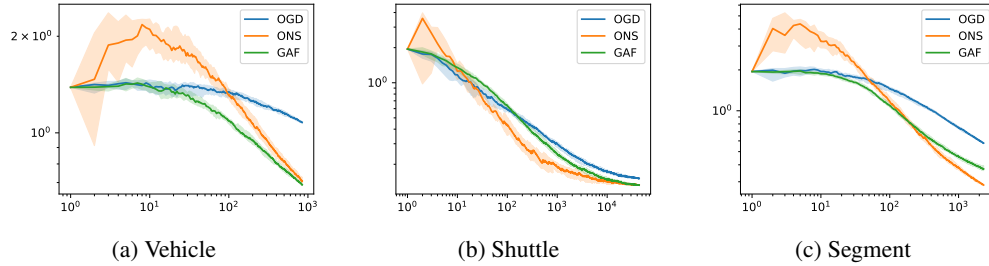 2 × 10⁰
10⁰
10⁰ 10¹ 10² 10³
OGD
ONS
GAF
(a) Vehicle
10⁰
10⁰ 10¹ 10² 10³ 10⁴
OGD
ONS
GAF
(b) Shuttle
10⁰
10⁰ 10¹ 10² 10³
OGD
ONS
GAF
(c) Segment